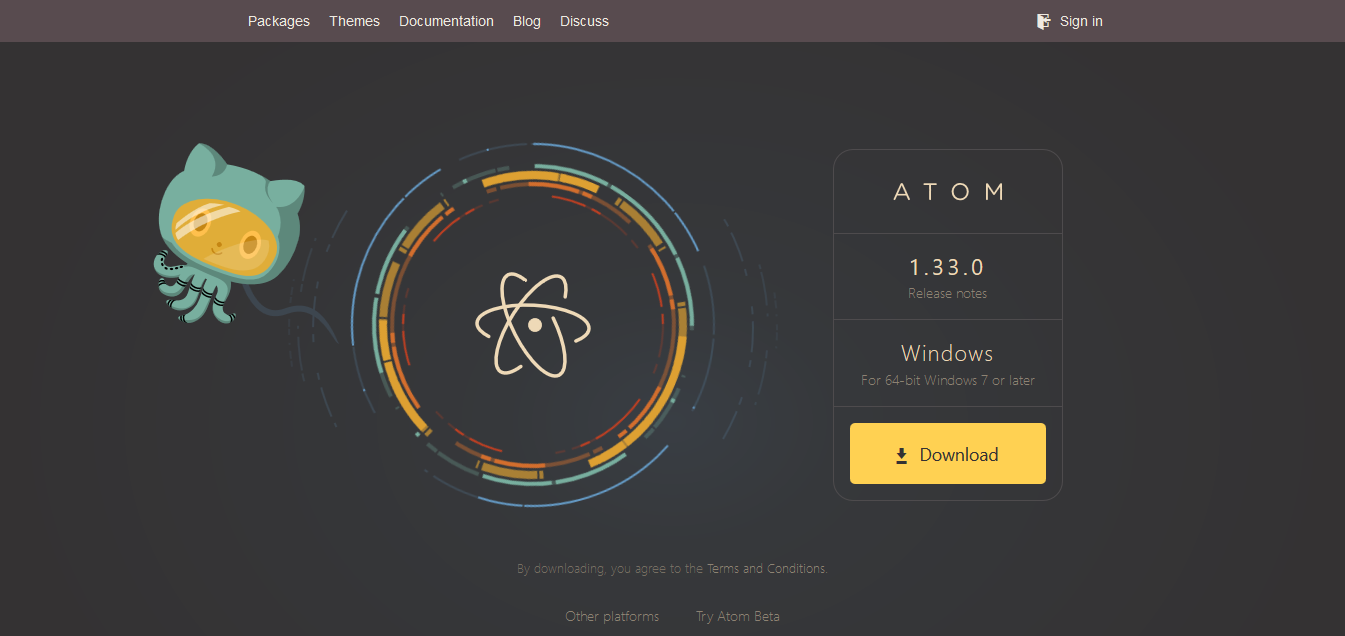 Packages Themes Documentation Blog Discuss Sign in
ATOM
1.33.0
Release notes
Windows
For 64-bit Windows 7 or later
Download
By downloading, you agree to the Terms and Conditions.
Other platforms Try Atom Beta